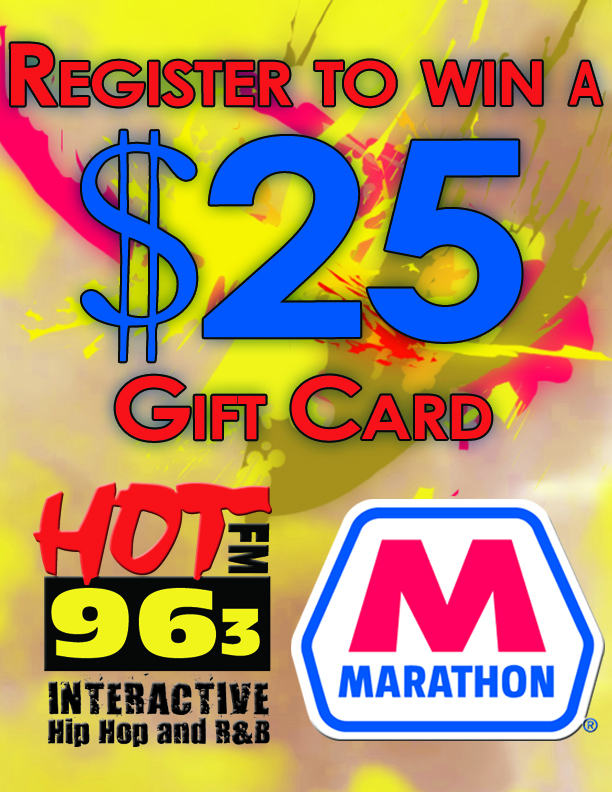 REGISTER TO WIN A
$25
GIFT CARD
HOT FM
963
INTERACTIVE
Hip Hop and R&B
M
MARATHON
®